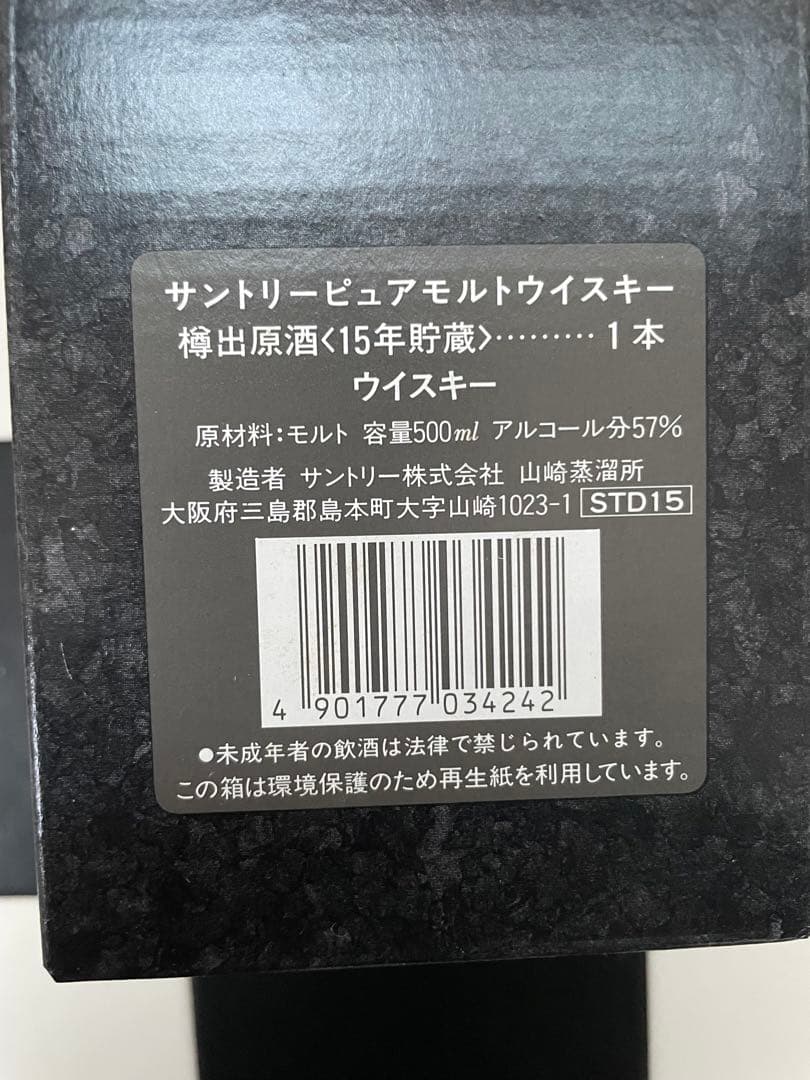 サントリーピュアモルトウイスキー
樽出原酒〈15年貯蔵〉………1本
ウイスキー
原材料:モルト 容量500ml アルコール分57%
製造者 サントリー株式会社 山崎蒸溜所
大阪府三島郡島本町大字山崎1023-1 STD15
4 901777 034242
●未成年者の飲酒は法律で禁じられています。
この箱は環境保護のため再生紙を利用しています。